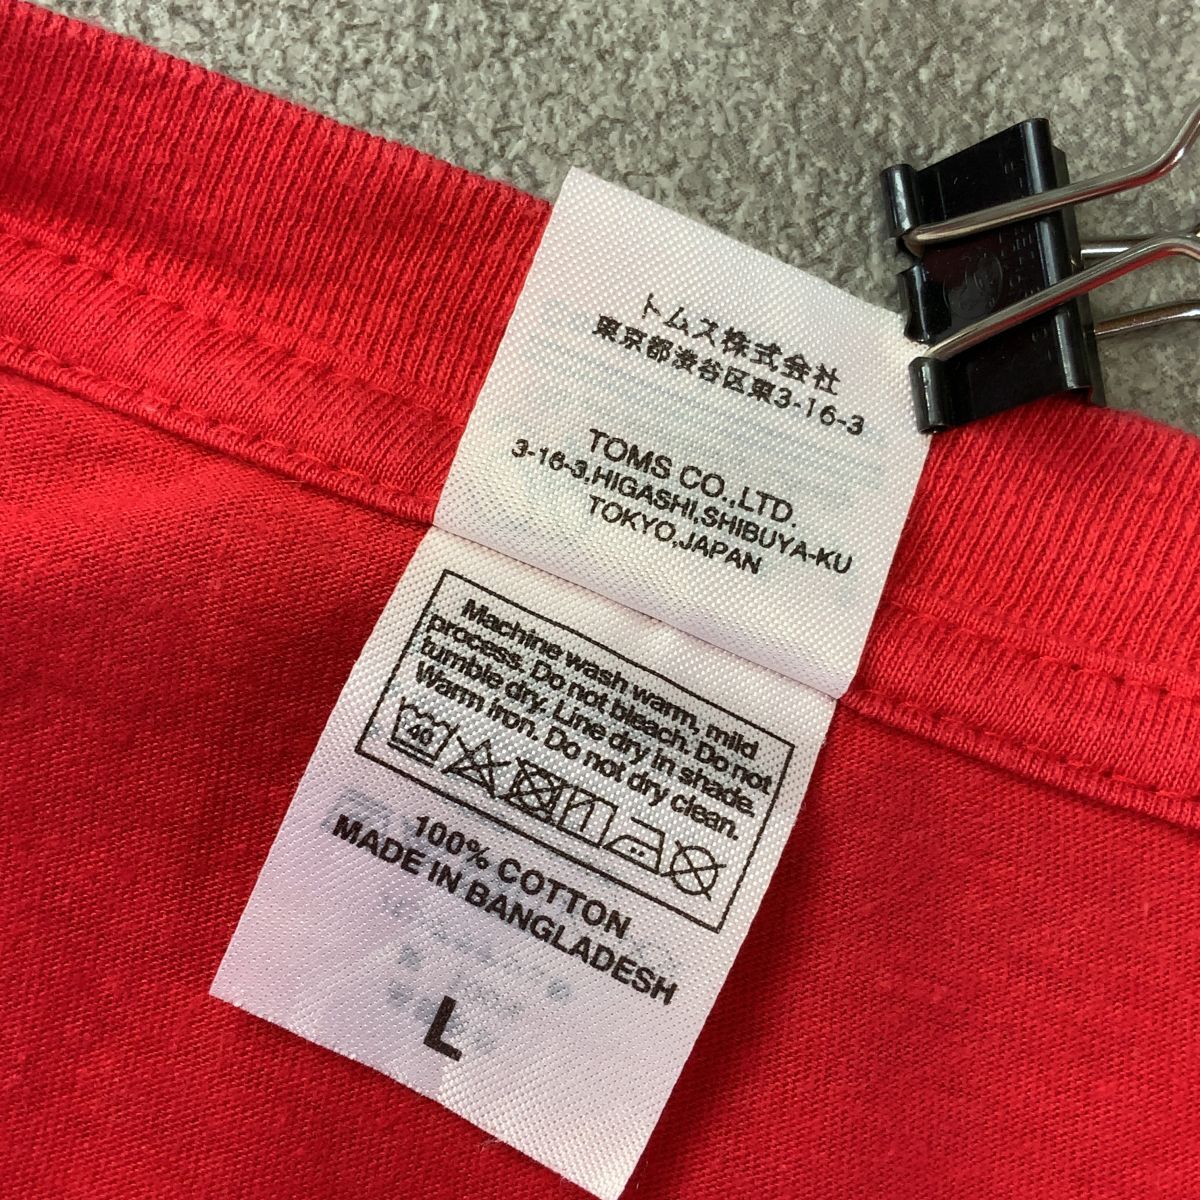 トムス株式会社
東京都渋谷区東3-16-3
TOMS CO.,LTD.
3-16-3,HIGASHI,SHIBUYA-KU
TOKYO,JAPAN
Machine wash warm, mild
process. Do not bleach. Do not
tumble dry. Line dry in shade.
Warm iron. Do not dry clean.
40
100% COTTON
MADE IN BANGLADESH
L